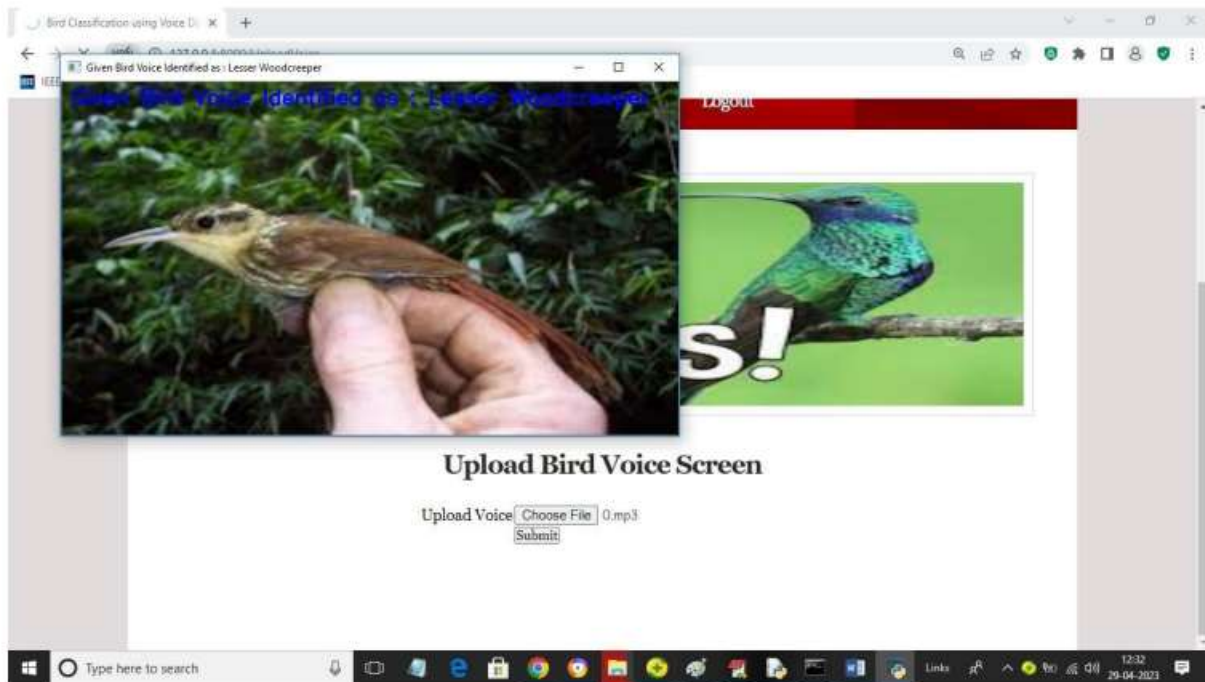 Bird Classification using Voice D
Given Bird Voice Identified as : Lesser Woodcreeper
Given Bird Voice Identified as : Lesser Woodcreeper
Logout
s!
Upload Bird Voice Screen
Upload Voice Choose File 0.mp3
Submit
Type here to search
Links
12:32
29-04-2023